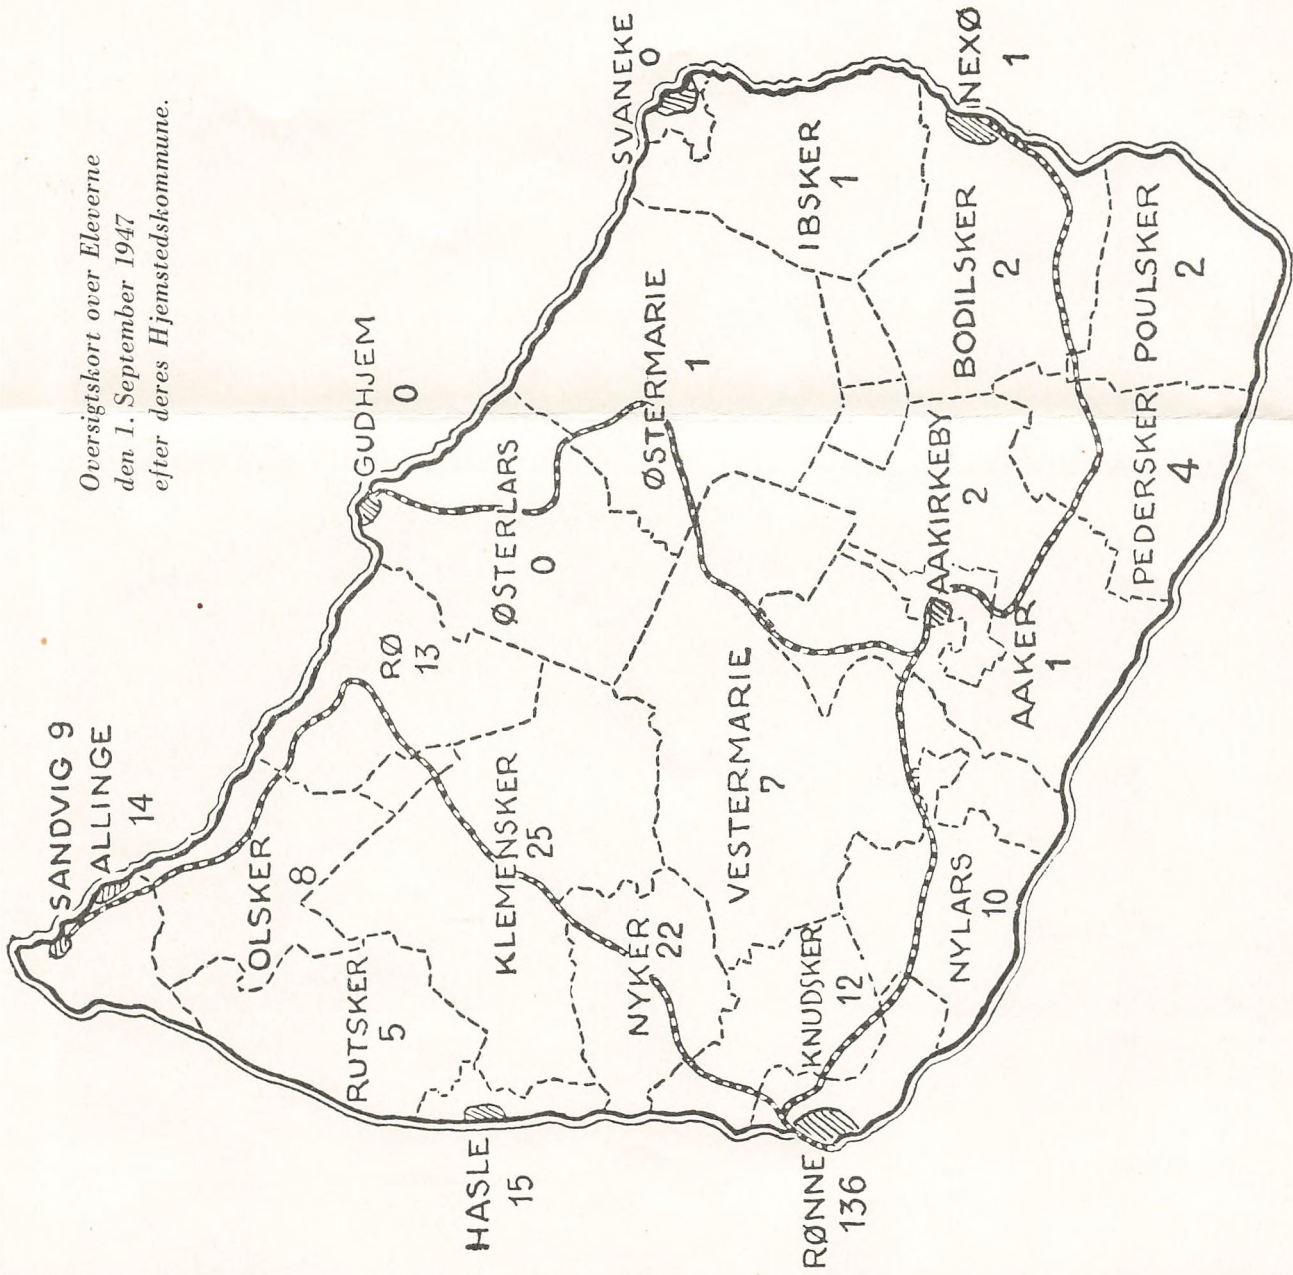 Oversigtskort over Eleverne
den 1. September 1947
efter deres Hjemstedskommune.
SANDVIG 9
ALLINGE
14
OLSKER
8
RUTSKER
5
HASLE
15
KLEMENSKER
25
RØ
13
GUDHJEM
0
ØSTERLARS
0
ØSTERMARIE
1
SVANEKE
0
IBSKER
1
NEXØ
1
BODILSKER
2
POULSKER
2
PEDERSKER
4
AAKIRKEBY
2
AAKER
1
VESTERMARIE
7
NYLARS
10
NYKER
22
KNUDSKER
12
RØNNE
136